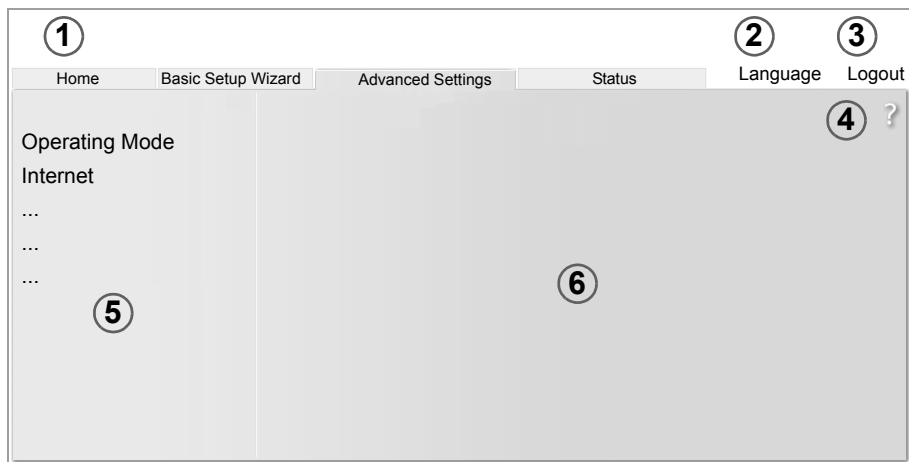 1 2 3
Home Basic Setup Wizard Advanced Settings Status Language Logout
4 ?
Operating Mode
Internet
...
...
...
6
5